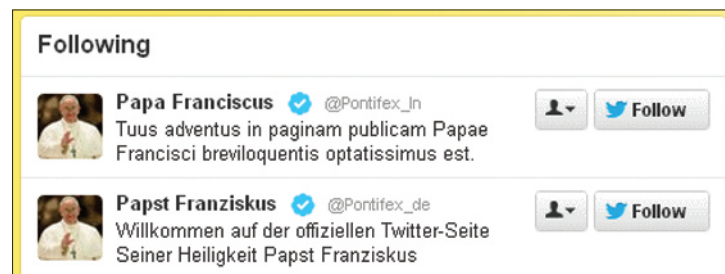 Following
Papa Franciscus @Pontifex_ln
Tuus adventus in paginam publicam Papae
Francisci breviloquentis optatissimus est.
Follow
Papst Franziskus @Pontifex_de
Willkommen auf der offiziellen Twitter-Seite
Seiner Heiligkeit Papst Franziskus
Follow